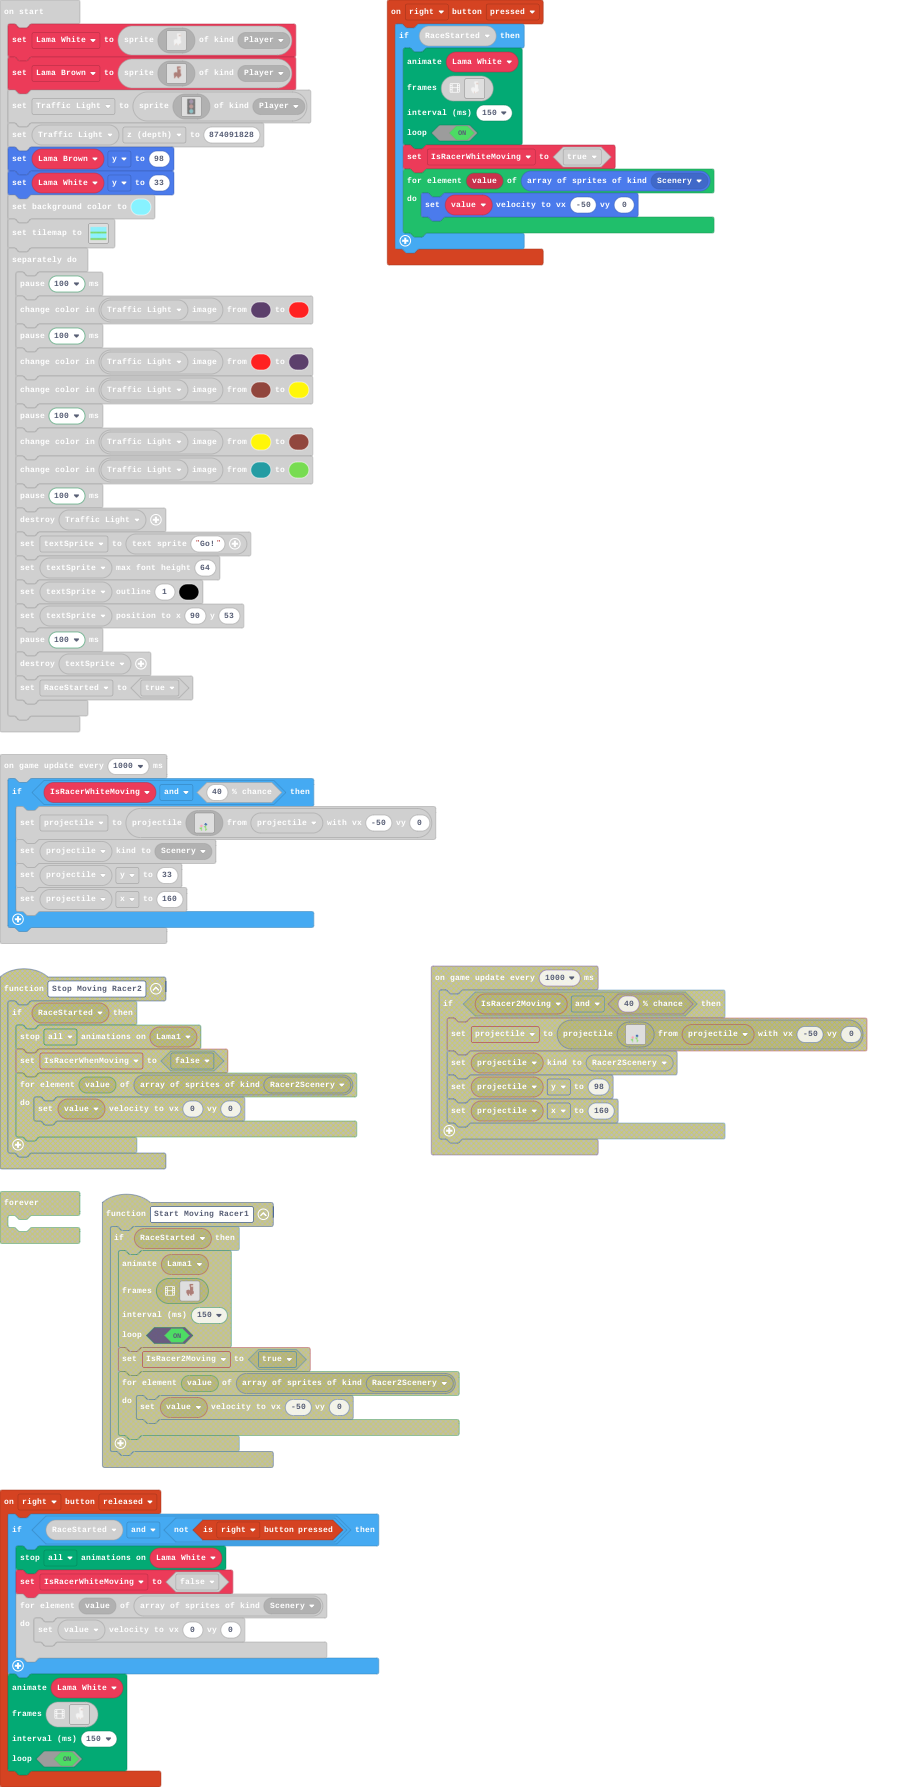 on start
set Lama White to sprite of kind Player
set Lama Brown to sprite of kind Player
set Traffic Light to sprite of kind Player
set Traffic Light z (depth) to 874091828
set Lama Brown y to 98
set Lama White y to 33
set background color to
set tilemap to
separately do
pause 100 ms
change color in Traffic Light image from to
pause 100 ms
change color in Traffic Light image from to
change color in Traffic Light image from to
pause 100 ms
change color in Traffic Light image from to
change color in Traffic Light image from to
pause 100 ms
destroy Traffic Light
set textSprite to text sprite "Go!"
set textSprite max font height 64
set textSprite outline 1
set textSprite position to x 90 y 53
pause 100 ms
destroy textSprite
set RaceStarted to true
on right button pressed
if RaceStarted then
animate Lama White
frames
interval (ms) 150
loop ON
set IsRacerWhiteMoving to true
for element value of array of sprites of kind Scenery
do set value velocity to vx -50 vy 0
on game update every 1000 ms
if IsRacerWhiteMoving and 40 % chance then
set projectile to projectile from projectile with vx -50 vy 0
set projectile kind to Scenery
set projectile y to 33
set projectile x to 160
function Stop Moving Racer2
if RaceStarted then
stop all animations on Lama1
set IsRacerWhenMoving to false
for element value of array of sprites of kind Racer2Scenery
do set value velocity to vx 0 vy 0
on game update every 1000 ms
if IsRacer2Moving and 40 % chance then
set projectile to projectile from projectile with vx -50 vy 0
set projectile kind to Racer2Scenery
set projectile y to 98
set projectile x to 160
forever
function Start Moving Racer1
if RaceStarted then
animate Lama1
frames
interval (ms) 150
loop ON
set IsRacer2Moving to true
for element value of array of sprites of kind Racer2Scenery
do set value velocity to vx -50 vy 0
on right button released
if RaceStarted and not is right button pressed then
stop all animations on Lama White
set IsRacerWhiteMoving to false
for element value of array of sprites of kind Scenery
do set value velocity to vx 0 vy 0
animate Lama White
frames
interval (ms) 150
loop ON